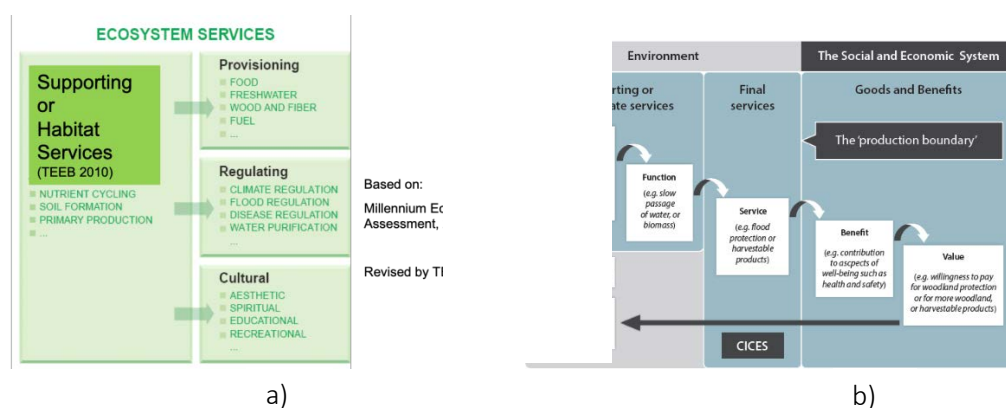 ECOSYSTEM SERVICES
Supporting
or
Habitat
Services
(TEEB 2010)
NUTRIENT CYCLING
SOIL FORMATION
PRIMARY PRODUCTION
...
Provisioning
FOOD
FRESHWATER
WOOD AND FIBER
FUEL
...
Regulating
CLIMATE REGULATION
FLOOD REGULATION
DISEASE REGULATION
WATER PURIFICATION
...
Cultural
AESTHETIC
SPIRITUAL
EDUCATIONAL
RECREATIONAL
...
Based on:
Millennium Ec
Assessment,
Revised by
a)
Environment
The Social and Economic System
rting or
ate services
Final
services
Goods and Benefits
The 'production boundary'
Function
(e.g. slow
passage
of water, or
biomass)
Service
(e.g. flood
protection or
harvestable
products)
Benefit
(e.g. contribution
to aspcects of
well-being such as
health and safety)
Value
(e.g. willingness to pay
for woodland protection
or for more woodland,
or harvestable products)
CICES
b)